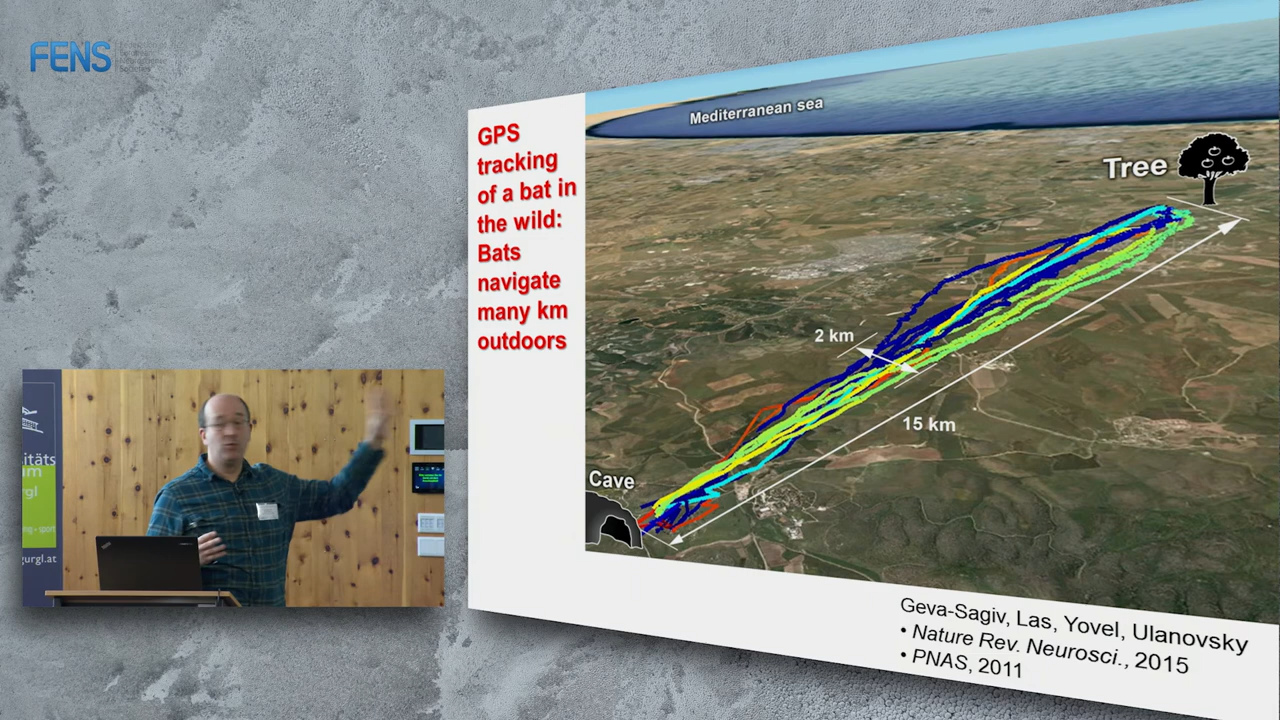 FENS
GPS
tracking
of a bat in
the wild:
Bats
navigate
many km
outdoors
Mediterranean sea
Tree
2 km
15 km
Cave
Geva-Sagiv, Las, Yovel, Ulanovsky
• Nature Rev. Neurosci., 2015
• PNAS, 2011
itäts
gurgl.at